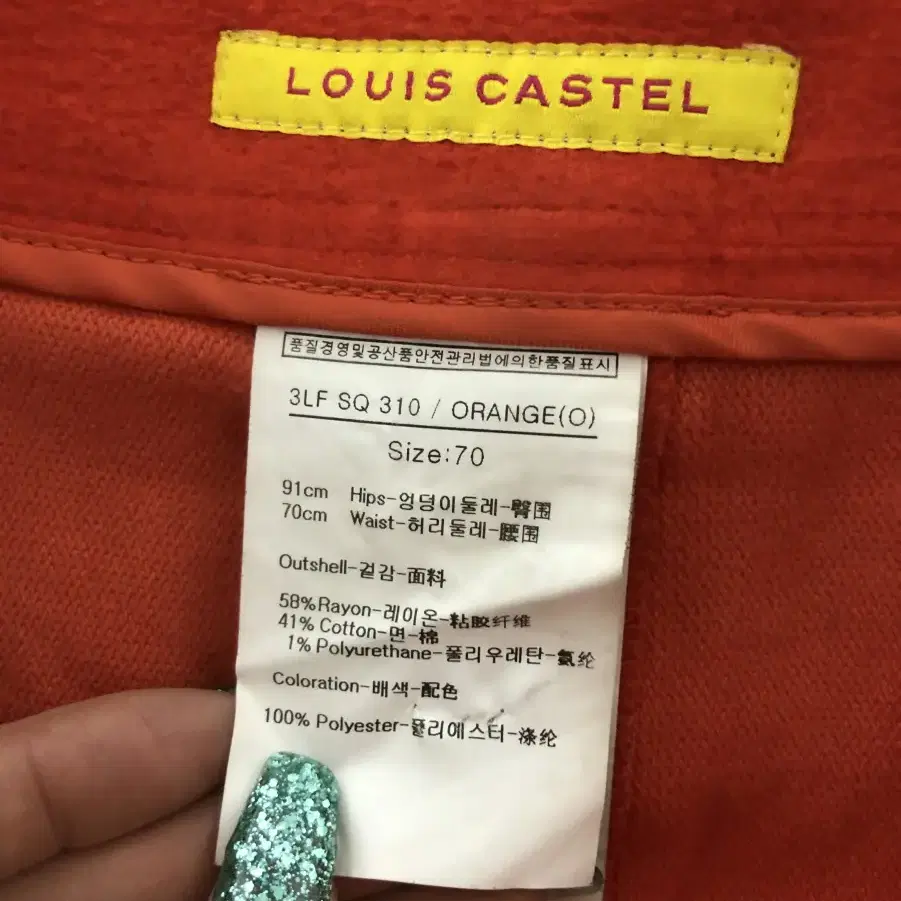 LOUIS CASTEL
품질경영및공산품안전관리법에의한품질표시
3LF SQ 310 / ORANGE(O)
Size:70
91cm Hips-엉덩이둘레-臀围
70cm Waist-허리둘레-腰围
Outshell-겉감-面料
58%Rayon-레이온-粘胶纤维
41% Cotton-면-棉
1% Polyurethane-폴리우레탄-氨纶
Coloration-배색-配色
100% Polyester-폴리에스터-涤纶